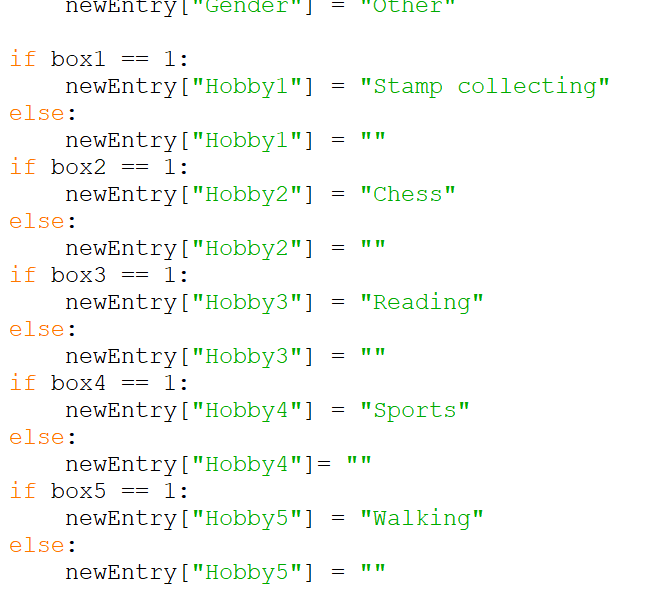 newEntry["Gender"] = "Other"
if box1 == 1:
    newEntry["Hobby1"] = "Stamp collecting"
else:
    newEntry["Hobby1"] = ""
if box2 == 1:
    newEntry["Hobby2"] = "Chess"
else:
    newEntry["Hobby2"] = ""
if box3 == 1:
    newEntry["Hobby3"] = "Reading"
else:
    newEntry["Hobby3"] = ""
if box4 == 1:
    newEntry["Hobby4"] = "Sports"
else:
    newEntry["Hobby4"]= ""
if box5 == 1:
    newEntry["Hobby5"] = "Walking"
else:
    newEntry["Hobby5"] = ""